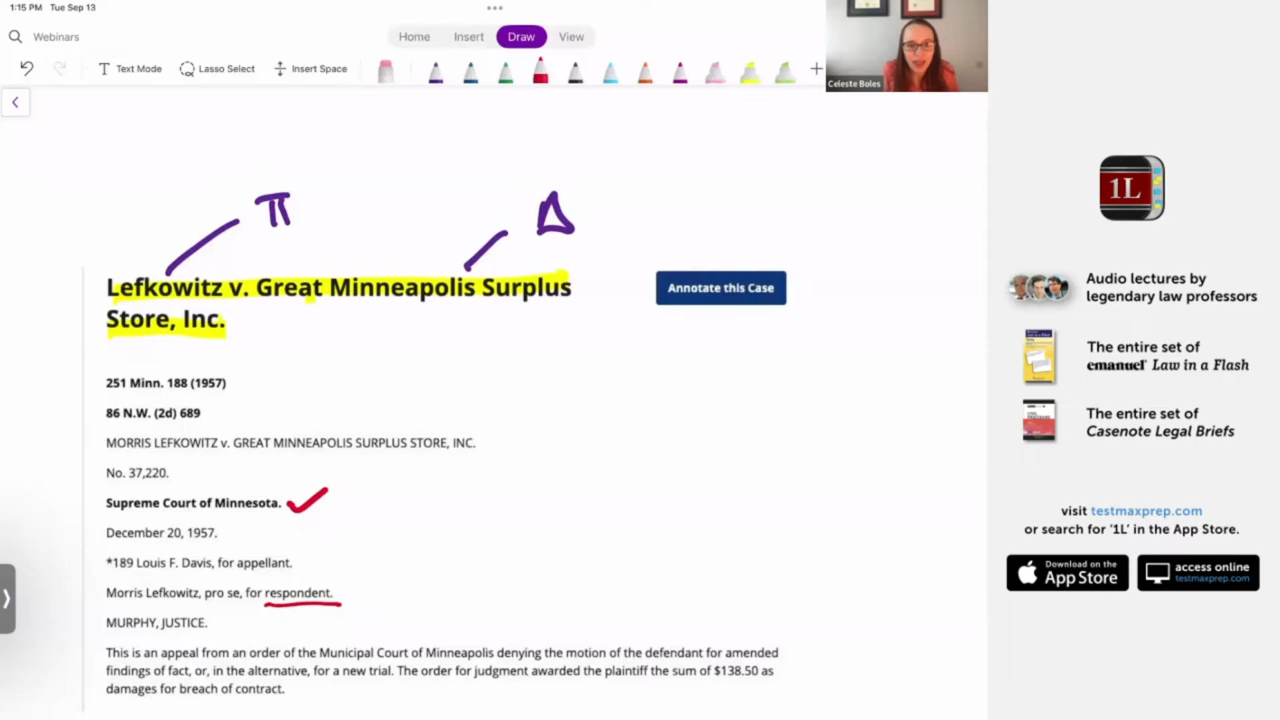 1:15 PM Tue Sep 13
Webinars
Home Insert Draw View
Text Mode Lasso Select Insert Space
Celeste Boles
π Δ
Lefkowitz v. Great Minneapolis Surplus
Store, Inc.
Annotate this Case
251 Minn. 188 (1957)
86 N.W. (2d) 689
MORRIS LEFKOWITZ v. GREAT MINNEAPOLIS SURPLUS STORE, INC.
No. 37,220.
Supreme Court of Minnesota.
December 20, 1957.
*189 Louis F. Davis, for appellant.
Morris Lefkowitz, pro se, for respondent.
MURPHY, JUSTICE.
This is an appeal from an order of the Municipal Court of Minneapolis denying the motion of the defendant for amended
findings of fact, or, in the alternative, for a new trial. The order for judgment awarded the plaintiff the sum of $138.50 as
damages for breach of contract.
1L
Audio lectures by
legendary law professors
The entire set of
emanuel Law in a Flash
The entire set of
Casenote Legal Briefs
visit testmaxprep.com
or search for '1L' in the App Store.
Download on the
App Store
access online
testmaxprep.com